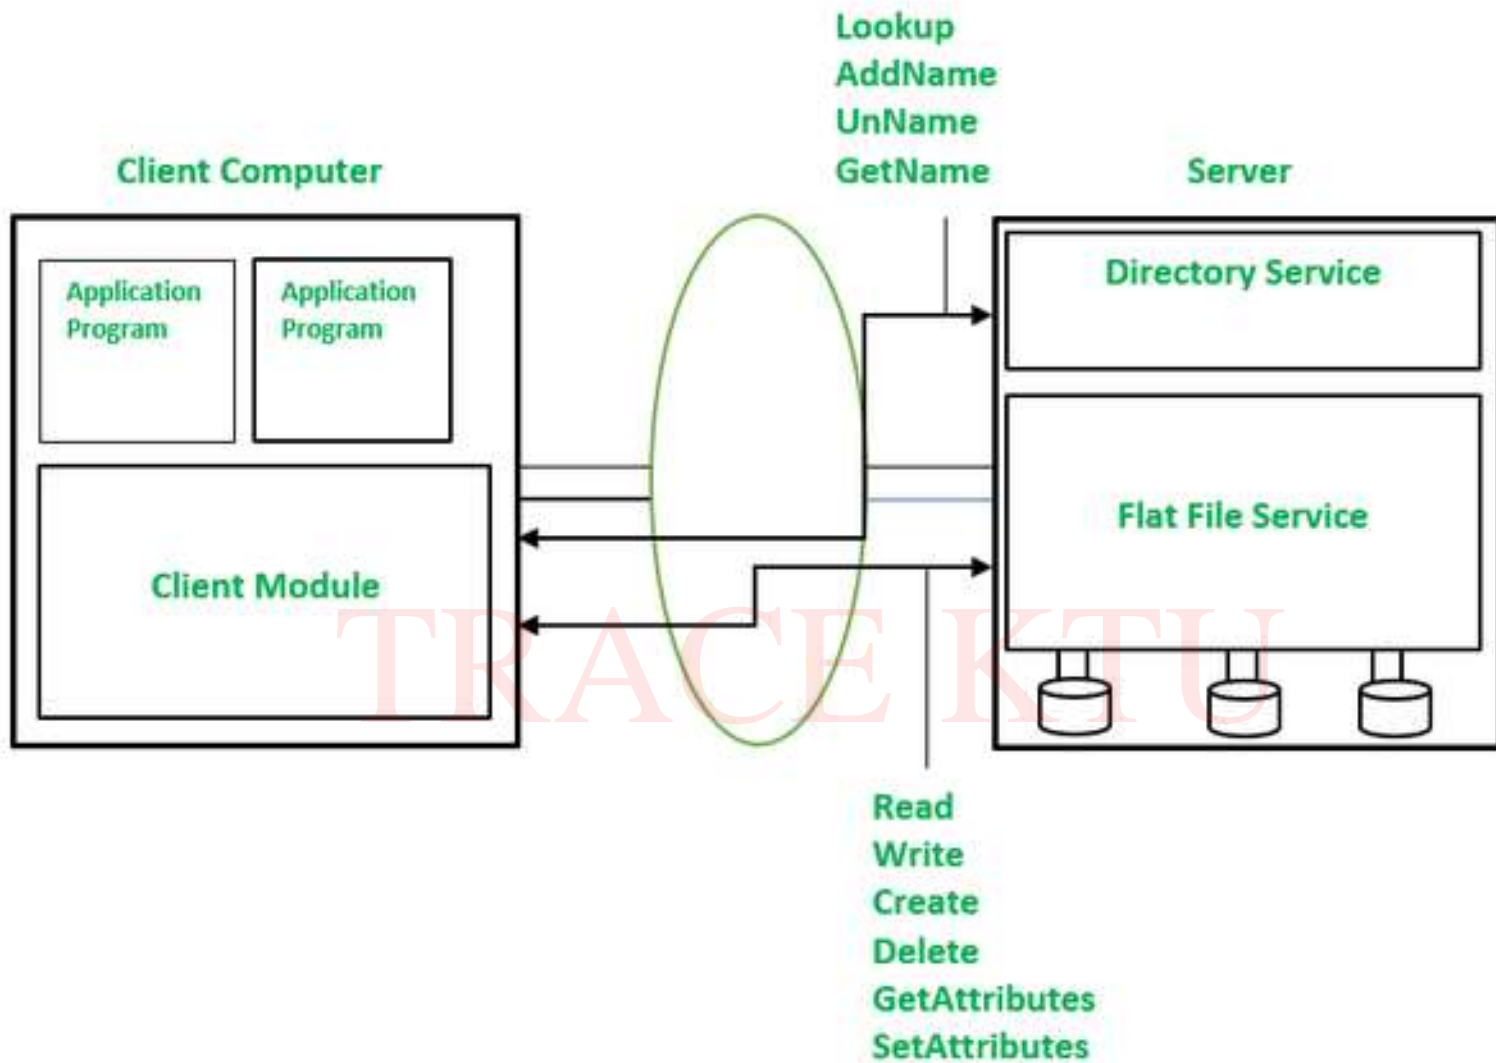 Lookup
AddName
UnName
GetName
Client Computer
Server
Application
Program
Application
Program
Directory Service
Flat File Service
Client Module
TRACE KTU
Read
Write
Create
Delete
GetAttributes
SetAttributes